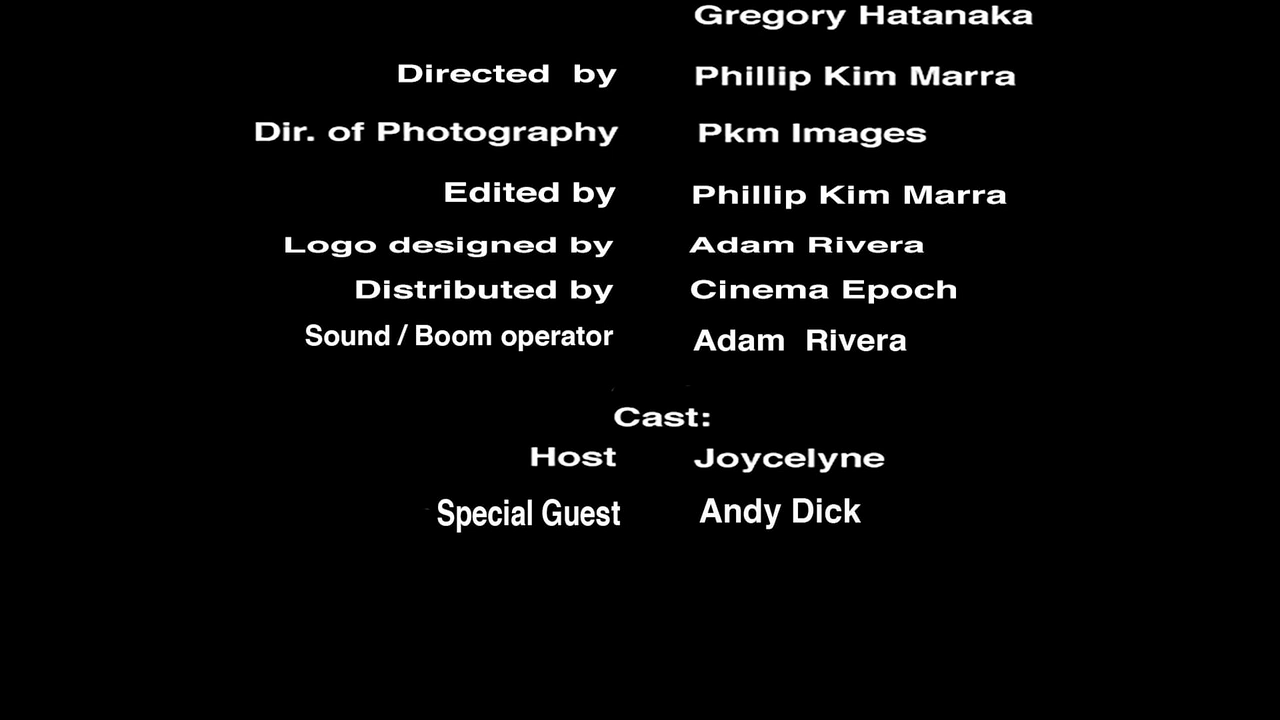 Gregory Hatanaka
Directed by Phillip Kim Marra
Dir. of Photography Pkm Images
Edited by Phillip Kim Marra
Logo designed by Adam Rivera
Distributed by Cinema Epoch
Sound / Boom operator Adam Rivera
Cast:
Host Joycelyne
Special Guest Andy Dick